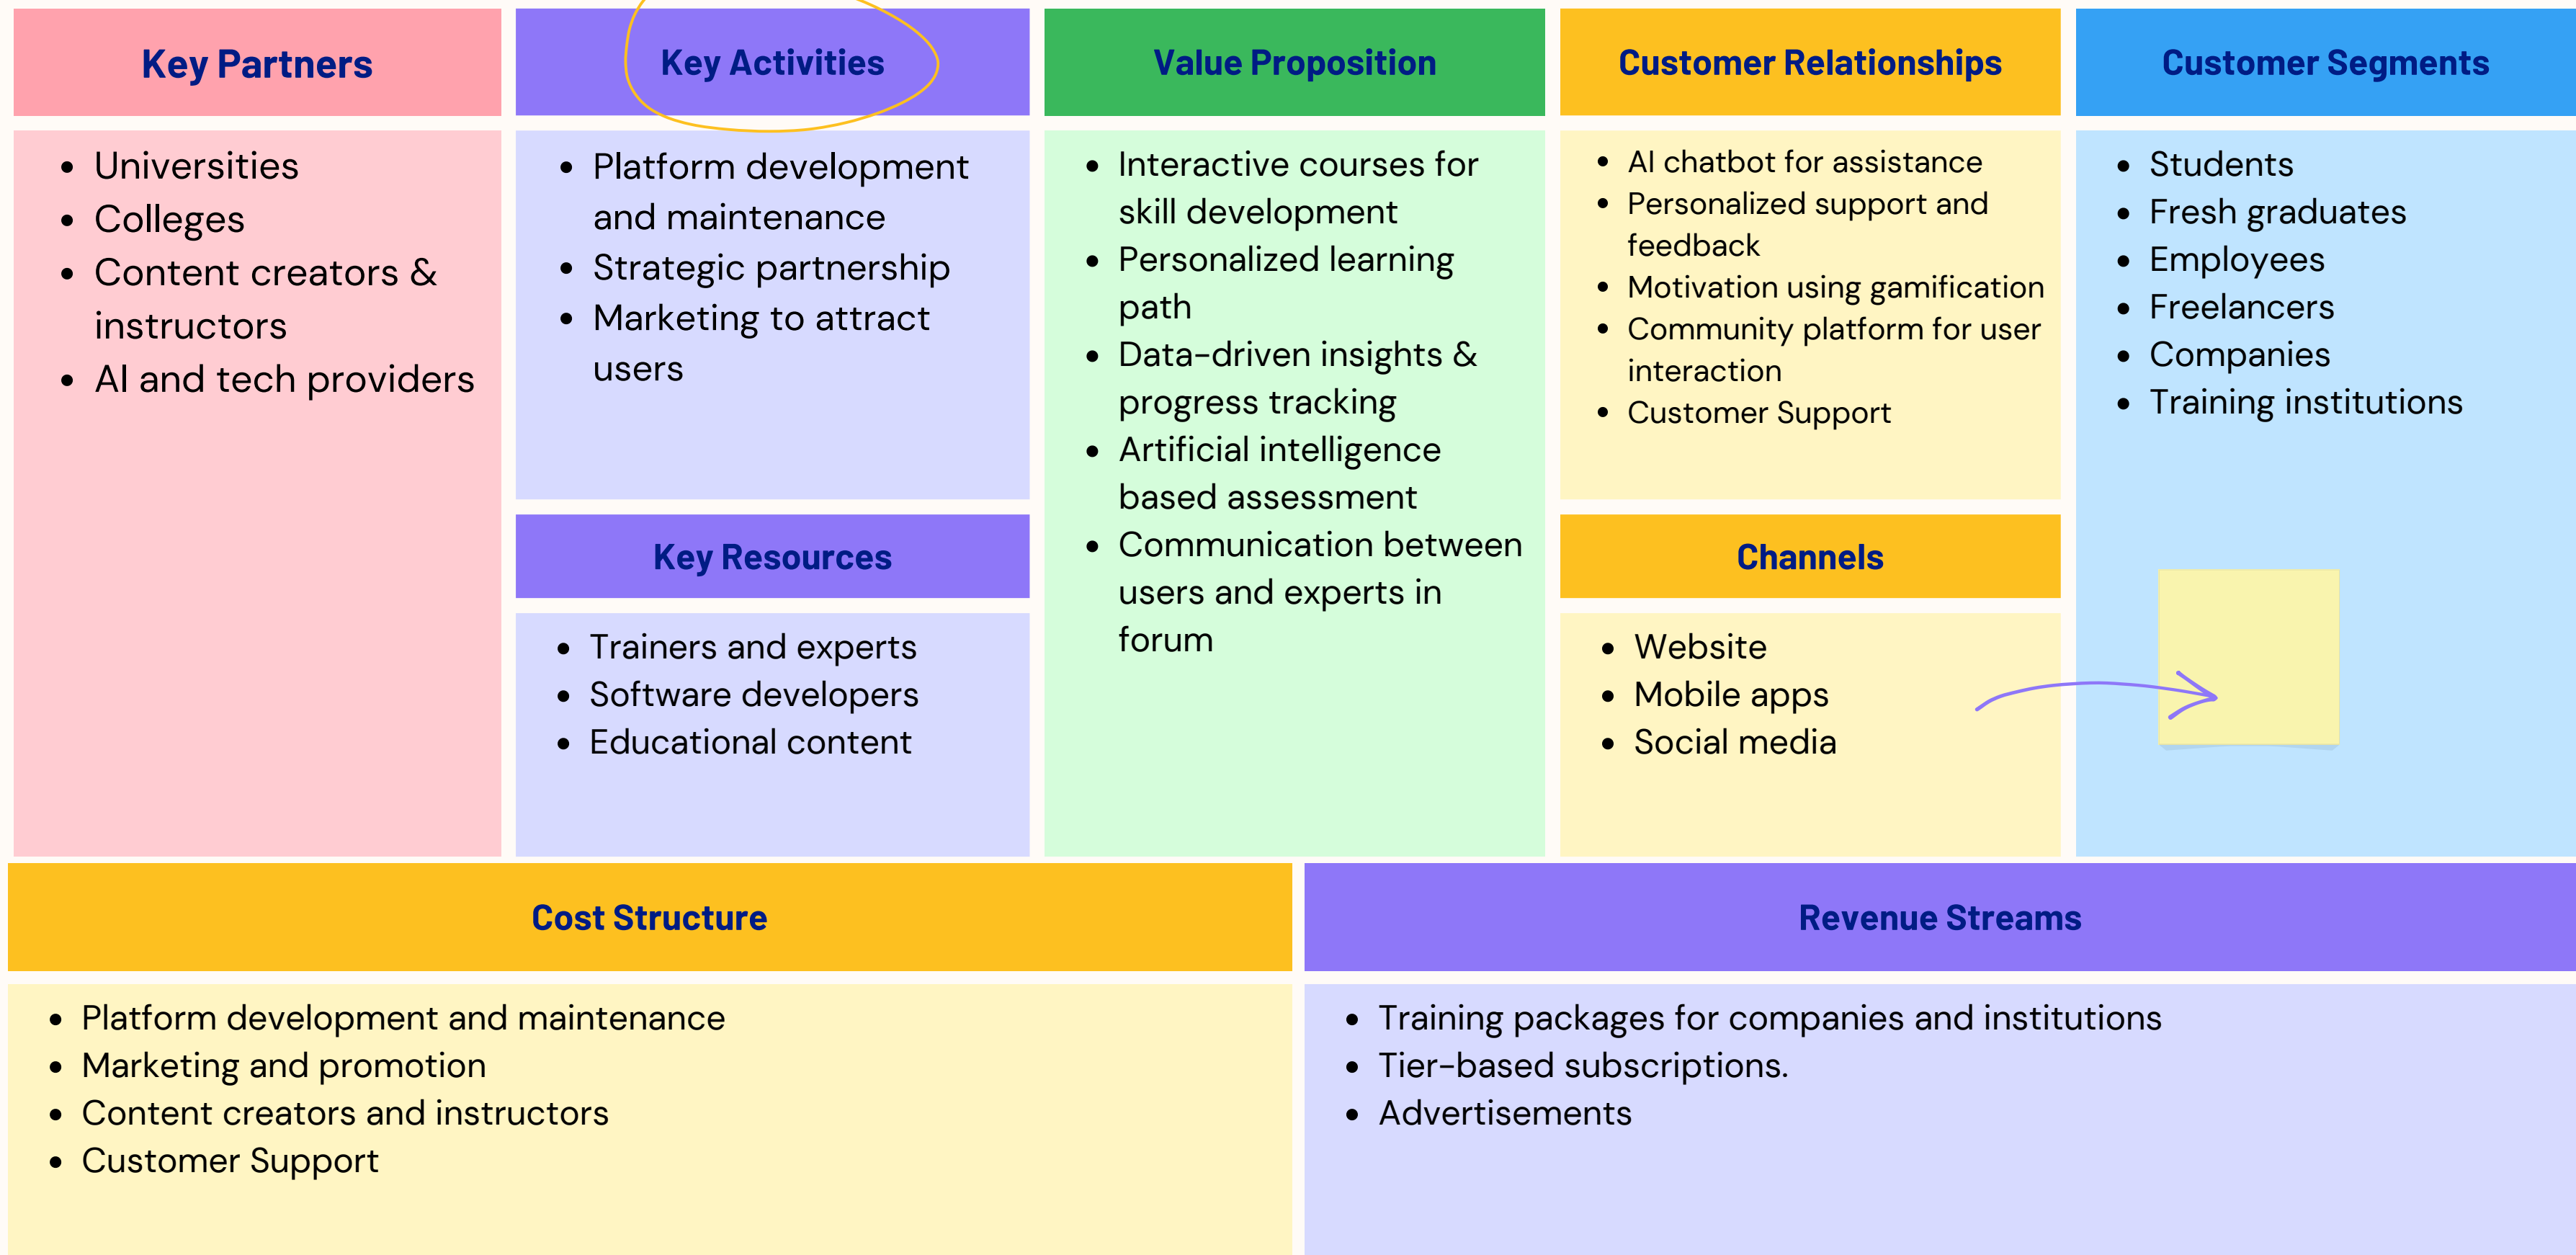 Key Partners
Universities
Colleges
Content creators &
instructors
AI and tech providers
Key Activities
Platform development
and maintenance
Strategic partnership
Marketing to attract
users
Key Resources
Trainers and experts
Software developers
Educational content
Value Proposition
Interactive courses for
skill development
Personalized learning
path
Data-driven insights &
progress tracking
Artificial intelligence
based assessment
Communication between
users and experts in
forum
Customer Relationships
AI chatbot for assistance
Personalized support and
feedback
Motivation using gamification
Community platform for user
interaction
Customer Support
Channels
Website
Mobile apps
Social media
Customer Segments
Students
Fresh graduates
Employees
Freelancers
Companies
Training institutions
Cost Structure
Platform development and maintenance
Marketing and promotion
Content creators and instructors
Customer Support
Revenue Streams
Training packages for companies and institutions
Tier-based subscriptions.
Advertisements